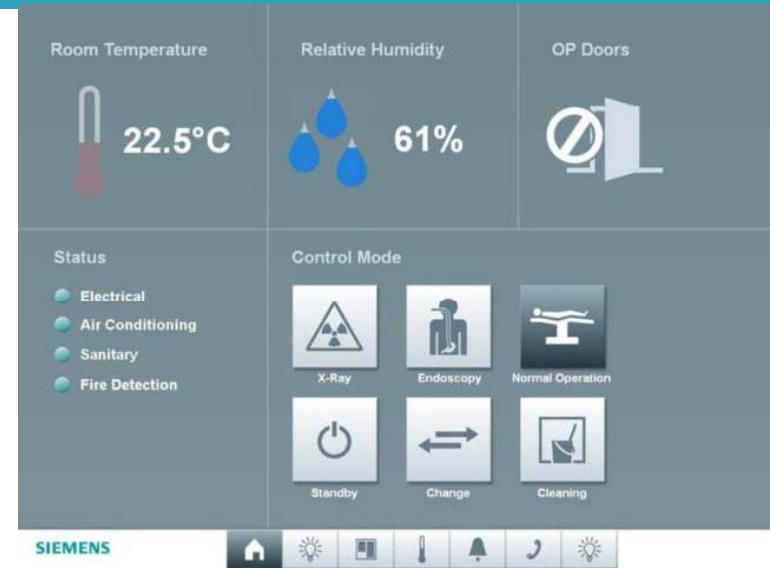 Room Temperature
Relative Humidity
OP Doors
22.5°C
61%
Status
Control Mode
Electrical
Air Conditioning
Sanitary
Fire Detection
X-Ray
Endoscopy
Normal Operation
Standby
Change
Cleaning
SIEMENS